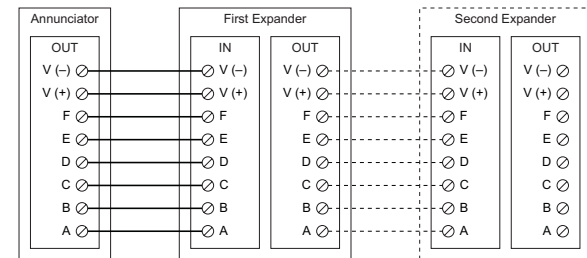 Annunciator First Expander Second Expander
OUT IN OUT IN OUT
V (–) V (–) V (–) V (–) V (–)
V (+) V (+) V (+) V (+) V (+)
F F F F F
E E E E E
D D D D D
C C C C C
B B B B B
A A A A A